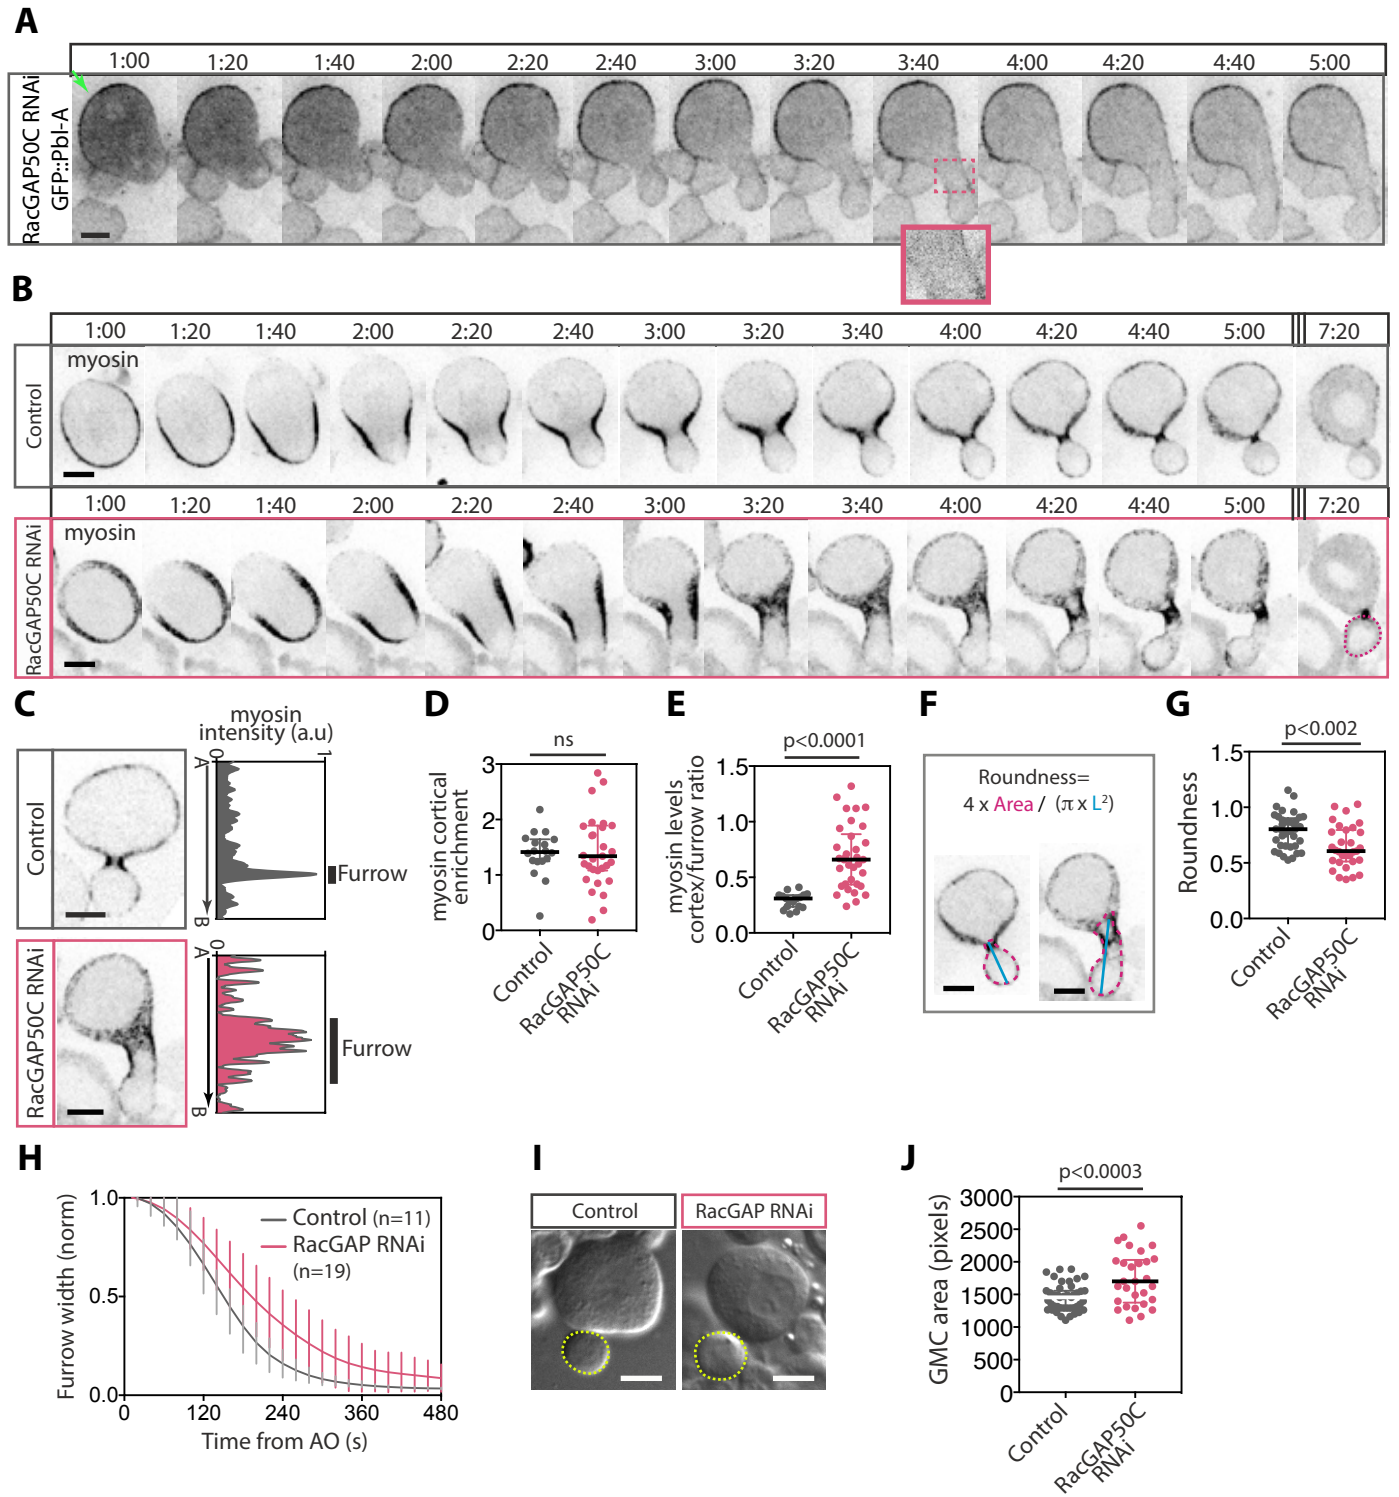 A
1:00 1:20 1:40 2:00 2:20 2:40 3:00 3:20 3:40 4:00 4:20 4:40 5:00
RacGAP50C RNAi
GFP::Pbl-A
B
1:00 1:20 1:40 2:00 2:20 2:40 3:00 3:20 3:40 4:00 4:20 4:40 5:00 7:20
Control
myosin
1:00 1:20 1:40 2:00 2:20 2:40 3:00 3:20 3:40 4:00 4:20 4:40 5:00 7:20
RacGAP50C RNAi
myosin
C
myosin
intensity (a.u)
0 1
A
B
Control
Furrow
0
A
B
RacGAP50C RNAi
Furrow
D
ns
myosin cortical
enrichment
3
2
1
0
Control
RacGAP50C
RNAi
E
p<0.0001
myosin levels
cortex/furrow ratio
1.5
1.0
0.5
0.0
Control
RacGAP50C
RNAi
F
Roundness=
4 x Area / (π x L²)
G
p<0.002
Roundness
1.5
1.0
0.5
0.0
Control
RacGAP50C
RNAi
H
Furrow width (norm)
1.0
0.5
0.0
Control (n=11)
RacGAP RNAi
(n=19)
0 120 240 360 480
Time from AO (s)
I
Control
RacGAP RNAi
J
p<0.0003
GMC area (pixels)
3000
2500
2000
1500
1000
500
0
Control
RacGAP50C
RNAi